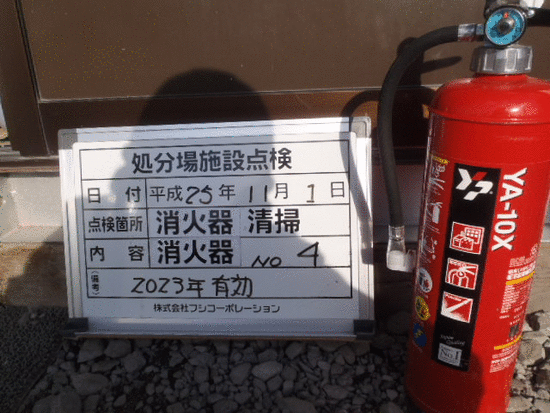 処分場施設点検
日 付 平成25年 11月 1日
点検箇所 消火器 清掃
内 容 消火器 NO 4
(備考) 2023年有効
株式会社フジコーポレーション
YA-10X
NO.1